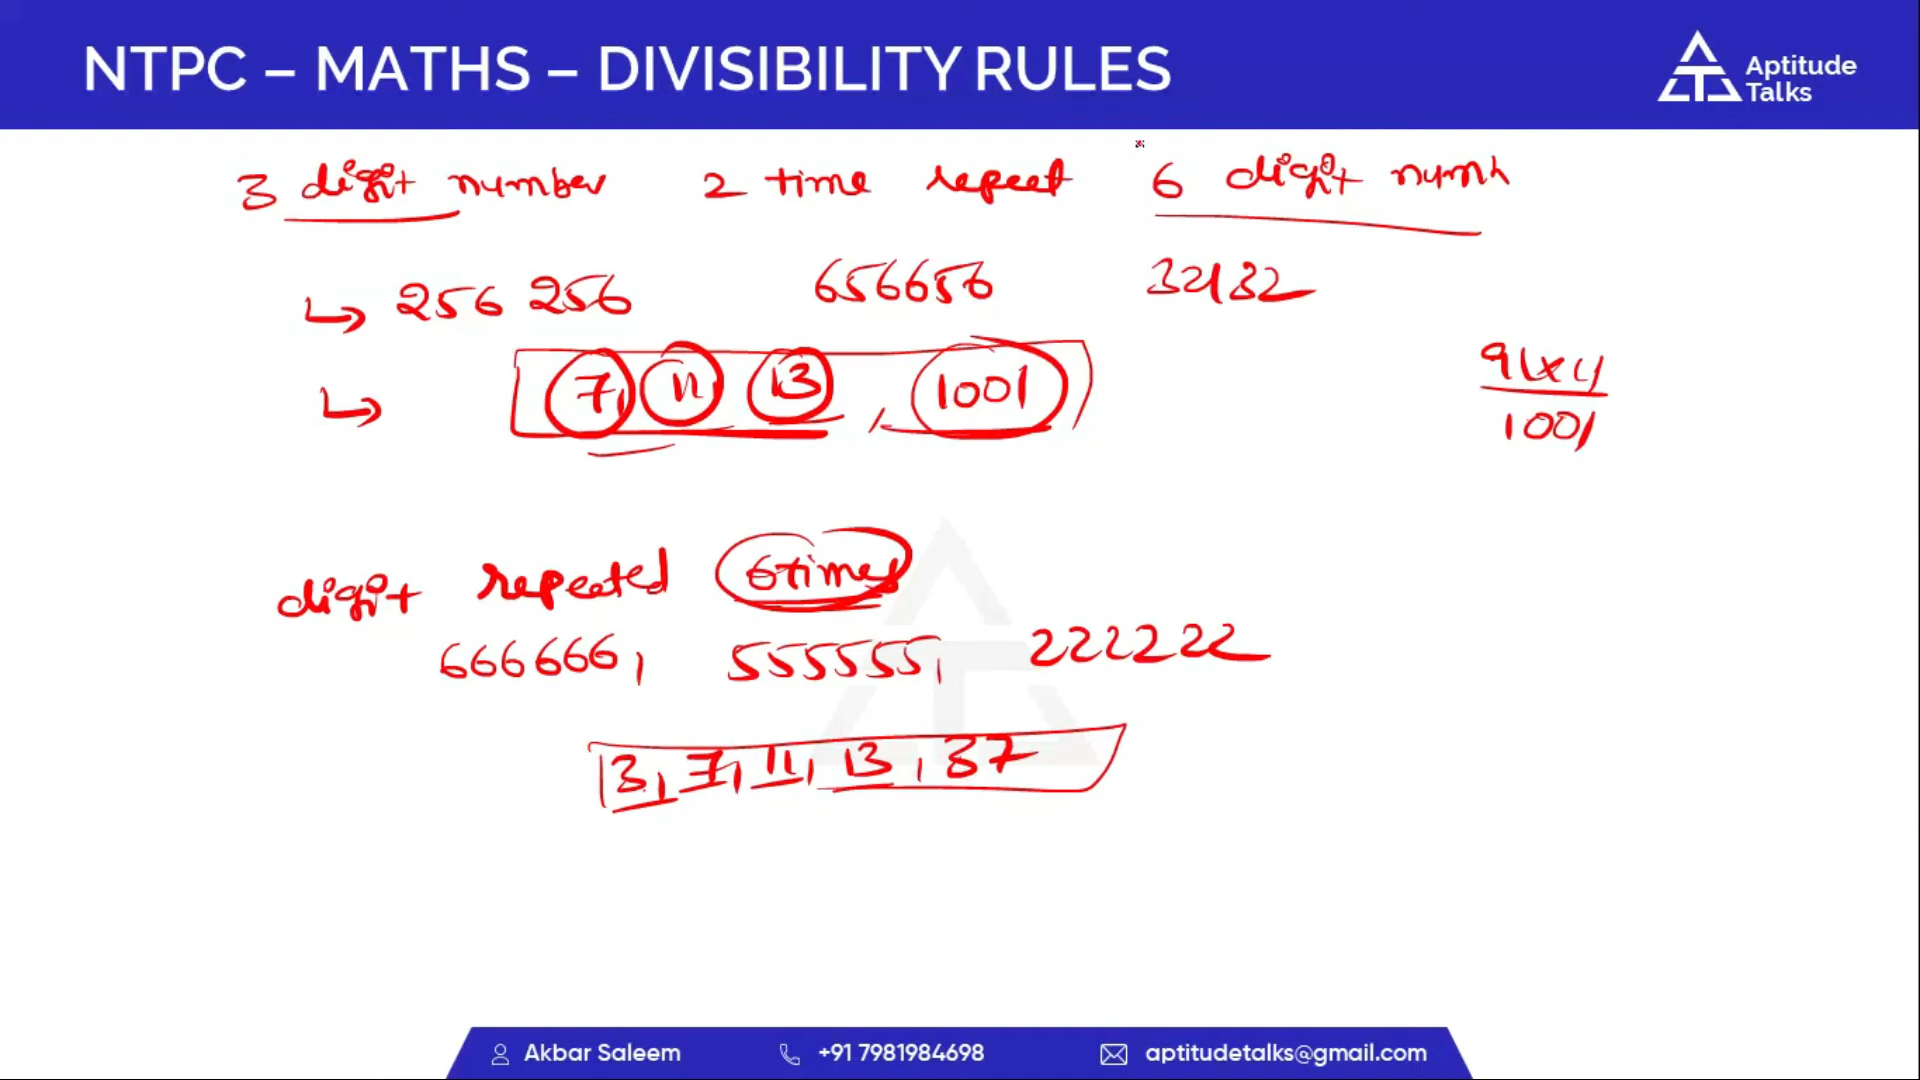 NTPC – MATHS – DIVISIBILITY RULES
Aptitude
Talks
3 digit number 2 time repeat 6 digit numb
256 256 656656 32132
7, 11, 13, 1001
91x11
1001
digit repeated 6times
666666, 555555, 222222
3, 7, 11, 13, 37
Akbar Saleem +91 7981984698 aptitudetalks@gmail.com